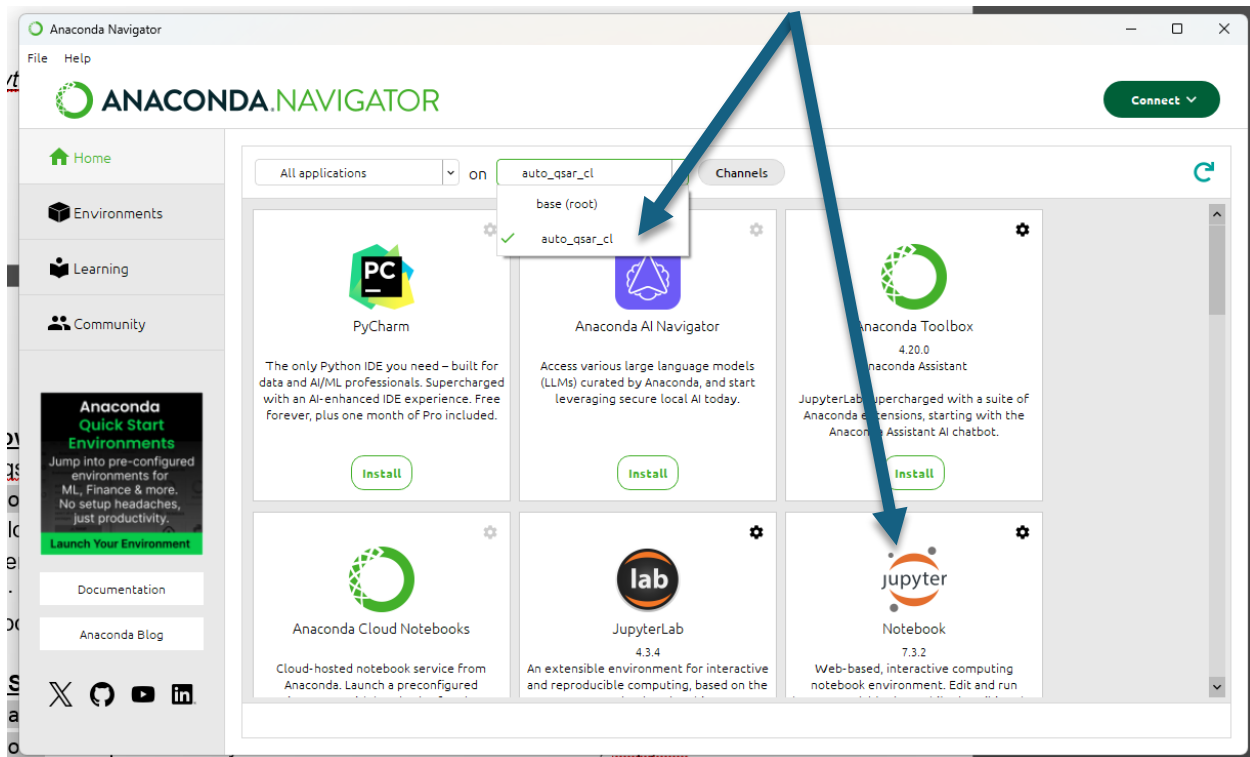 Anaconda Navigator
File Help
ANACONDA.NAVIGATOR
Connect
Home
Environments
Learning
Community
All applications
on
auto_qsar_cl
Channels
base (root)
auto_qsar_cl
PC
PyCharm
The only Python IDE you need – built for
data and AI/ML professionals. Supercharged
with an AI-enhanced IDE experience. Free
forever, plus one month of Pro included.
Install
Anaconda AI Navigator
Access various large language models
(LLMs) curated by Anaconda, and start
leveraging secure local AI today.
Install
Anaconda Toolbox
4.20.0
Anaconda Assistant
JupyterLab supercharged with a suite of
Anaconda extensions, starting with the
Anaconda Assistant AI chatbot.
Install
Anaconda Cloud Notebooks
Cloud-hosted notebook service from
Anaconda. Launch a preconfigured
lab
JupyterLab
4.3.4
An extensible environment for interactive
and reproducible computing, based on the
jupyter
Notebook
7.3.2
Web-based, interactive computing
notebook environment. Edit and run
Anaconda
Quick Start
Environments
Jump into pre-configured
environments for
ML, Finance & more.
No setup headaches,
just productivity.
Launch Your Environment
Documentation
Anaconda Blog
in